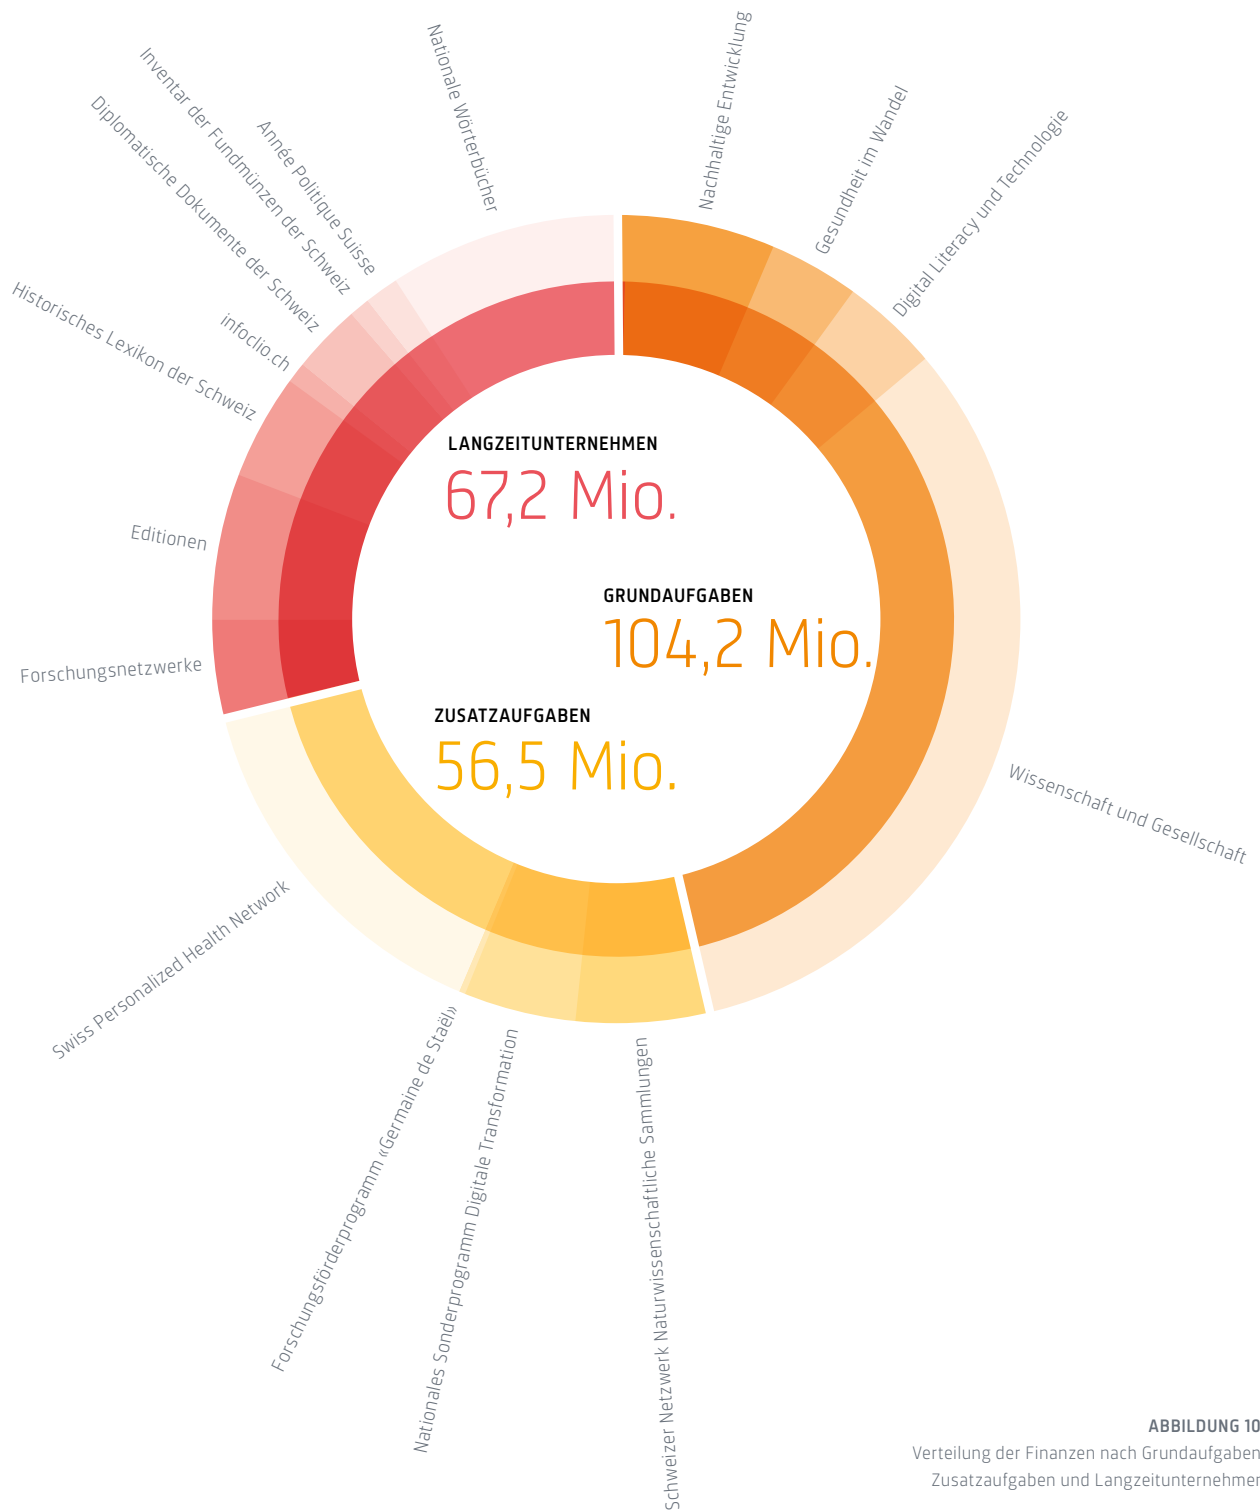 Nationale Wörterbücher
Année Politique Suisse
Inventar der Fundmünzen der Schweiz
Diplomatische Dokumente der Schweiz
infoclio.ch
Historisches Lexikon der Schweiz
Editionen
Forschungsnetzwerke
Nachhaltige Entwicklung
Gesundheit im Wandel
Digital Literacy und Technologie
Wissenschaft und Gesellschaft
LANGZEITUNTERNEHMEN
67,2 Mio.
GRUNDAUFGABEN
104,2 Mio.
ZUSATZAUFGABEN
56,5 Mio.
Swiss Personalized Health Network
Forschungsförderprogramm «Germaine de Staël»
Nationales Sonderprogramm Digitale Transformation
Schweizer Netzwerk Naturwissenschaftliche Sammlungen
ABBILDUNG 10
Verteilung der Finanzen nach Grundaufgaben
Zusatzaufgaben und Langzeitunternehmer